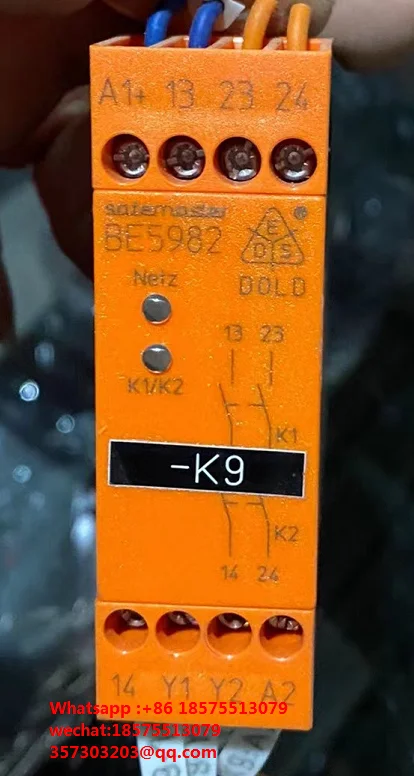 A1+ 13 23 24
safemaster
BE5982
E
D S
DOLD
Netz
K1/K2
13 23
K1
-K9
K2
14 24
14 Y1 Y2 A2
Whatsapp :+86 18575513079
wechat:18575513079
357303203@qq.com